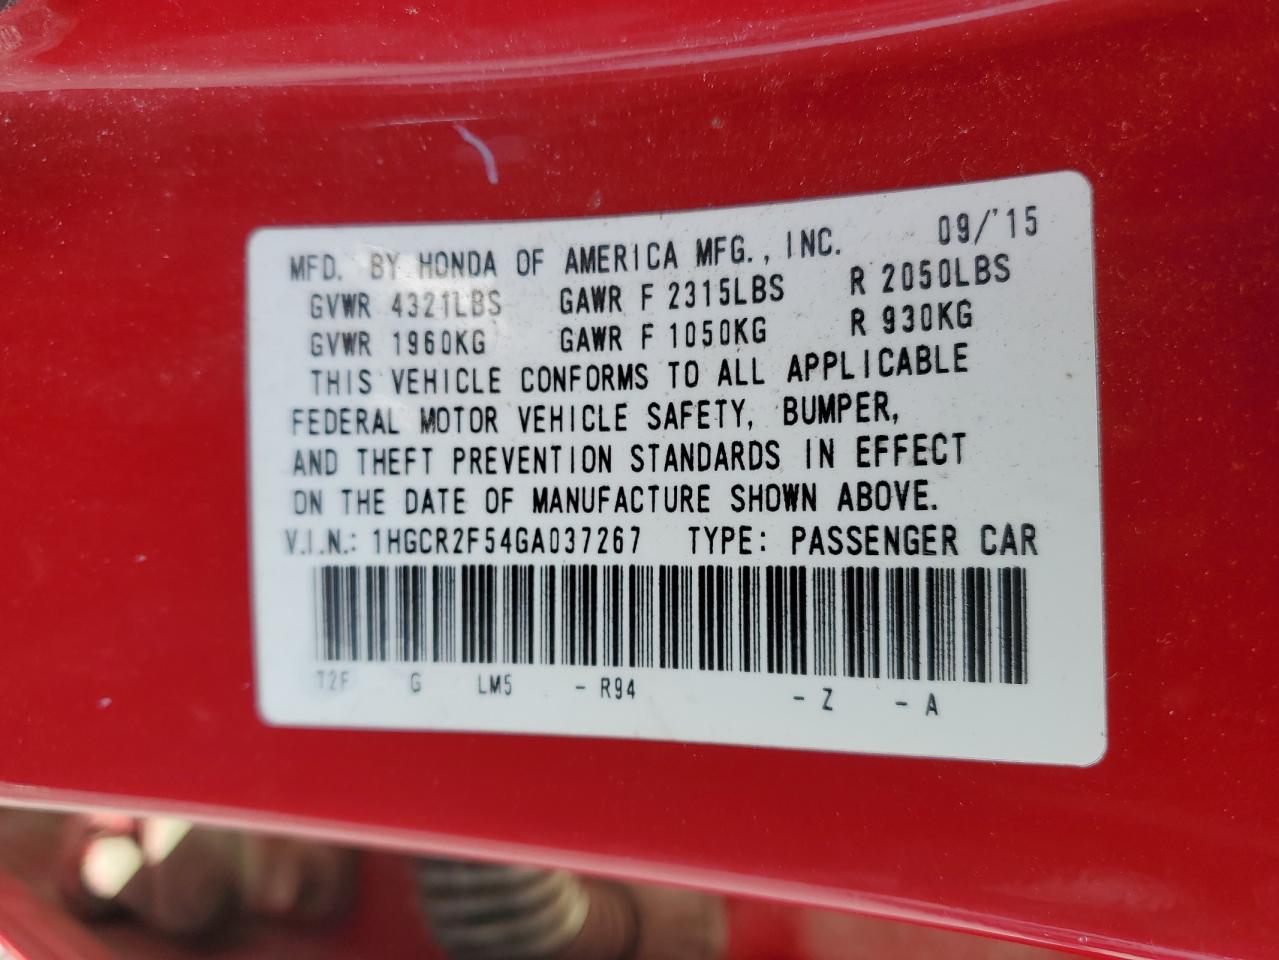 MFD. BY HONDA OF AMERICA MFG., INC. 09/'15
GVWR 4321LBS GAWR F 2315LBS R 2050LBS
GVWR 1960KG GAWR F 1050KG R 930KG
THIS VEHICLE CONFORMS TO ALL APPLICABLE
FEDERAL MOTOR VEHICLE SAFETY, BUMPER,
AND THEFT PREVENTION STANDARDS IN EFFECT
ON THE DATE OF MANUFACTURE SHOWN ABOVE.
V.I.N.: 1HGCR2F54GA037267 TYPE: PASSENGER CAR
T2F G LM5 - R94 - Z - A